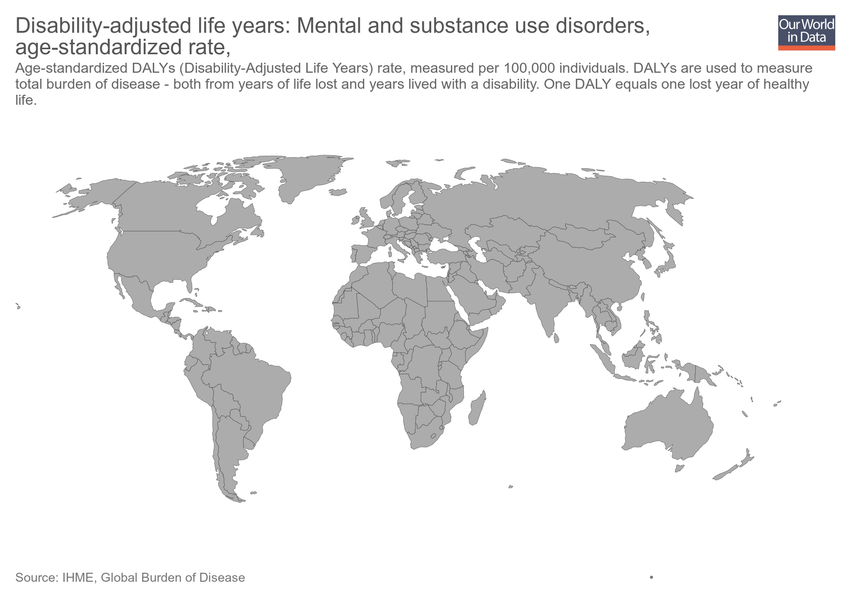 Disability-adjusted life years: Mental and substance use disorders,
age-standardized rate,
Our World
in Data
Age-standardized DALYs (Disability-Adjusted Life Years) rate, measured per 100,000 individuals. DALYs are used to measure
total burden of disease - both from years of life lost and years lived with a disability. One DALY equals one lost year of healthy
life.
Source: IHME, Global Burden of Disease
•